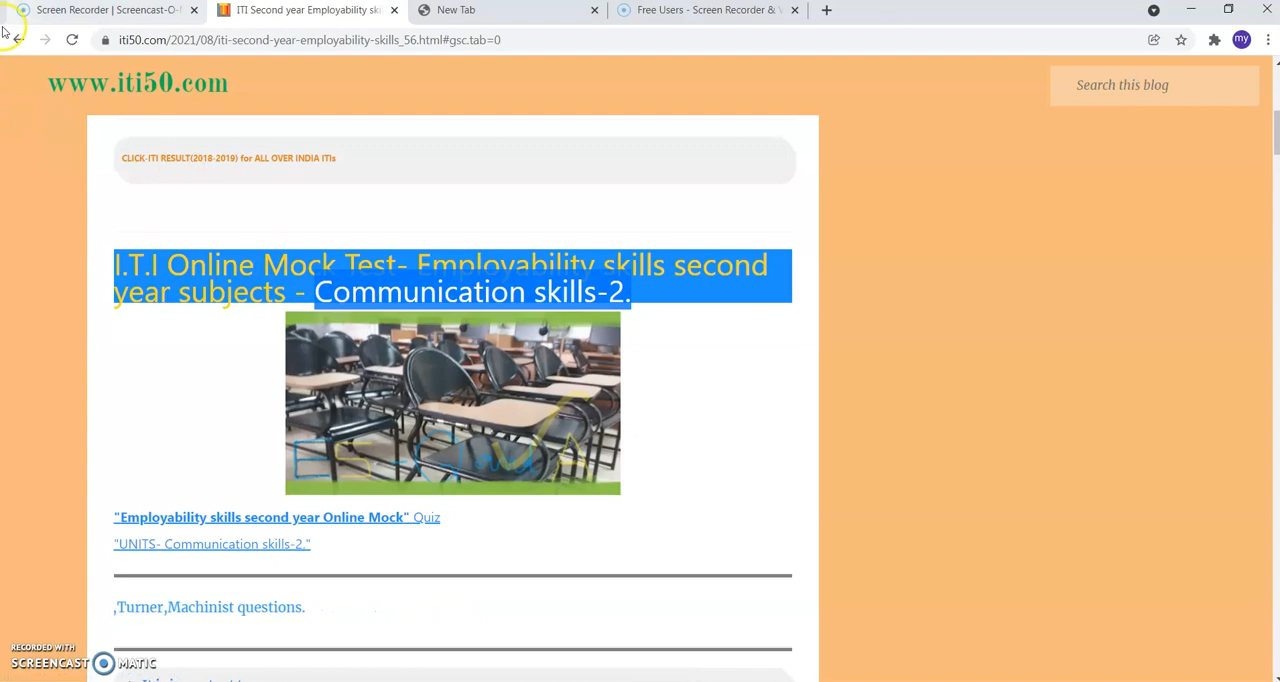 Screen Recorder | Screencast-O-
ITI Second year Employability sk
New Tab
Free Users - Screen Recorder & V
iti50.com/2021/08/iti-second-year-employability-skills_56.html#gsc.tab=0
my
www.iti50.com
Search this blog
CLICK-ITI RESULT(2018-2019) for ALL OVER INDIA ITIs
I.T.I Online Mock Test- Employability skills second
year subjects - Communication skills-2.
"Employability skills second year Online Mock" Quiz
"UNITS- Communication skills-2."
,Turner,Machinist questions.
RECORDED WITH
SCREENCAST MATIC